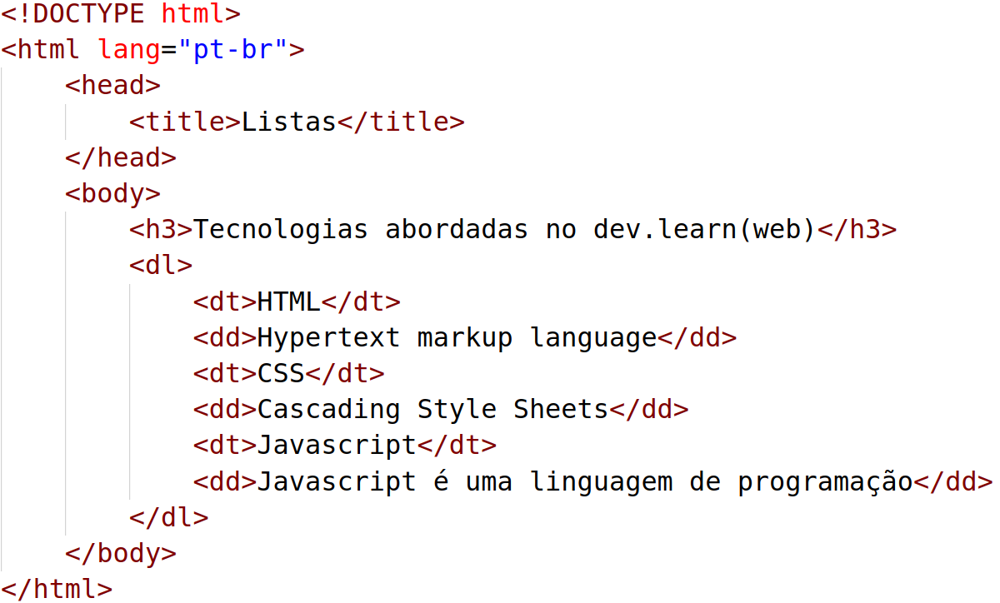 <!DOCTYPE html>
<html lang="pt-br">
    <head>
        <title>Listas</title>
    </head>
    <body>
        <h3>Tecnologias abordadas no dev.learn(web)</h3>
        <dl>
            <dt>HTML</dt>
            <dd>Hypertext markup language</dd>
            <dt>CSS</dt>
            <dd>Cascading Style Sheets</dd>
            <dt>Javascript</dt>
            <dd>Javascript é uma linguagem de programação</dd>
        </dl>
    </body>
</html>